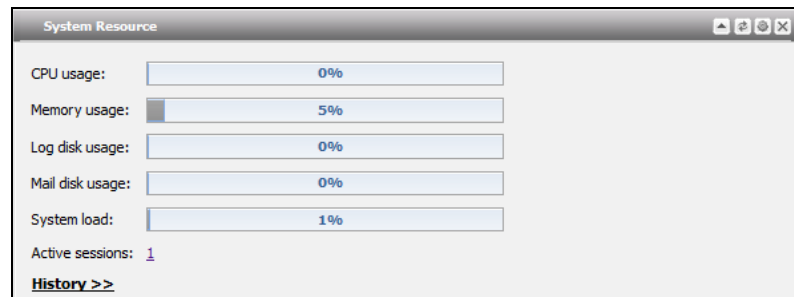 System Resource
CPU usage: 0%
Memory usage: 5%
Log disk usage: 0%
Mail disk usage: 0%
System load: 1%
Active sessions: 1
History >>